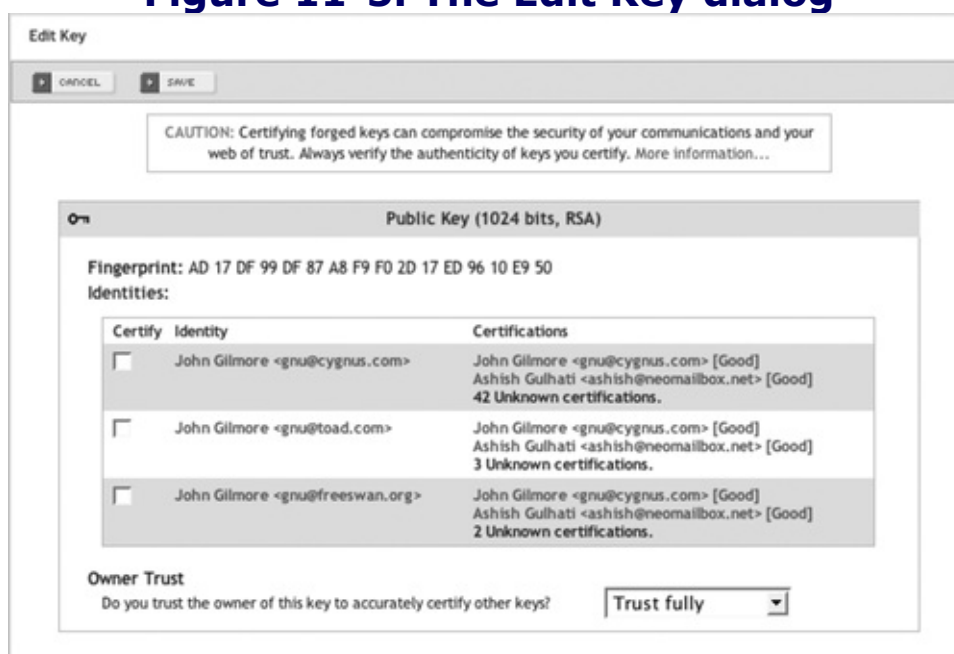 Figure 11-5. The Edit Key dialog
Edit Key
CANCEL
SAVE
CAUTION: Certifying forged keys can compromise the security of your communications and your
web of trust. Always verify the authenticity of keys you certify. More information...
Public Key (1024 bits, RSA)
Fingerprint: AD 17 DF 99 DF 87 A8 F9 F0 2D 17 ED 96 10 E9 50
Identities:
Certify Identity Certifications
John Gilmore <gnu@cygnus.com> John Gilmore <gnu@cygnus.com> [Good]
Ashish Gulhati <ashish@neomailbox.net> [Good]
42 Unknown certifications.
John Gilmore <gnu@toad.com> John Gilmore <gnu@cygnus.com> [Good]
Ashish Gulhati <ashish@neomailbox.net> [Good]
3 Unknown certifications.
John Gilmore <gnu@freeswan.org> John Gilmore <gnu@cygnus.com> [Good]
Ashish Gulhati <ashish@neomailbox.net> [Good]
2 Unknown certifications.
Owner Trust
Do you trust the owner of this key to accurately certify other keys? Trust fully